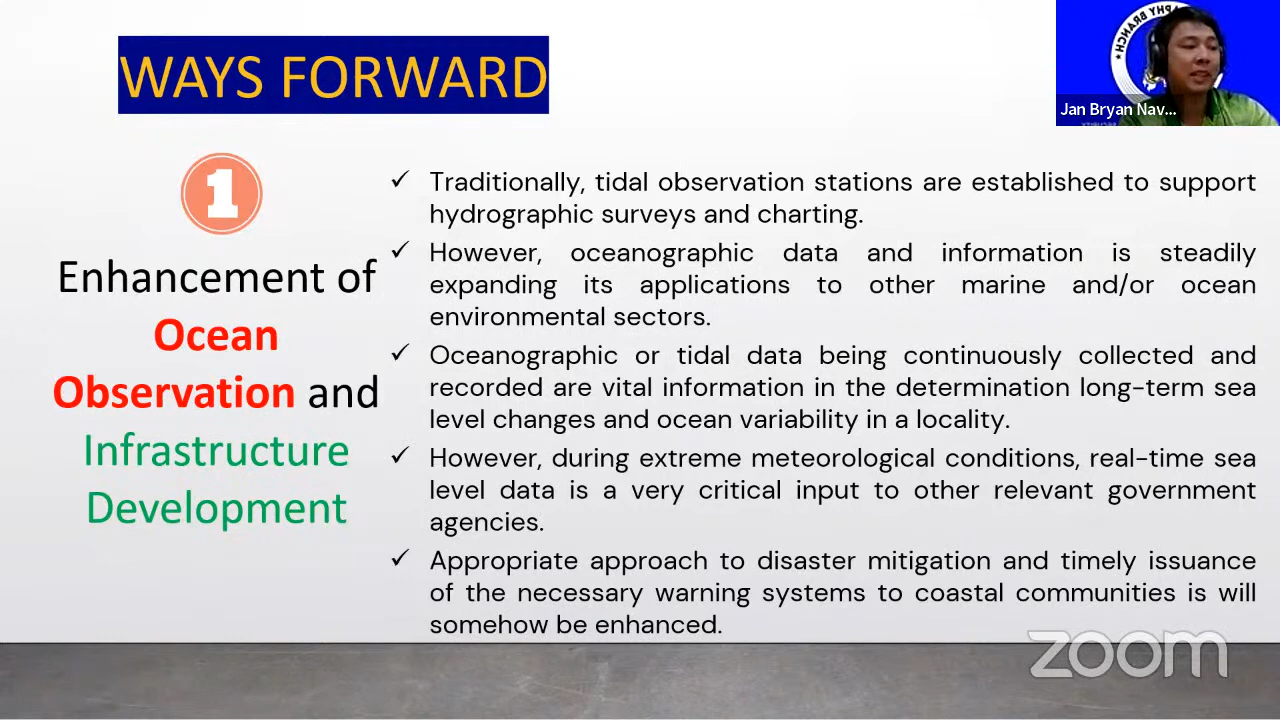 WAYS FORWARD
Jan Bryan Nav...
1
Enhancement of
Ocean
Observation and
Infrastructure
Development
✓ Traditionally, tidal observation stations are established to support
hydrographic surveys and charting.
✓ However, oceanographic data and information is steadily
expanding its applications to other marine and/or ocean
environmental sectors.
✓ Oceanographic or tidal data being continuously collected and
recorded are vital information in the determination long-term sea
level changes and ocean variability in a locality.
✓ However, during extreme meteorological conditions, real-time sea
level data is a very critical input to other relevant government
agencies.
✓ Appropriate approach to disaster mitigation and timely issuance
of the necessary warning systems to coastal communities is will
somehow be enhanced.
zoom